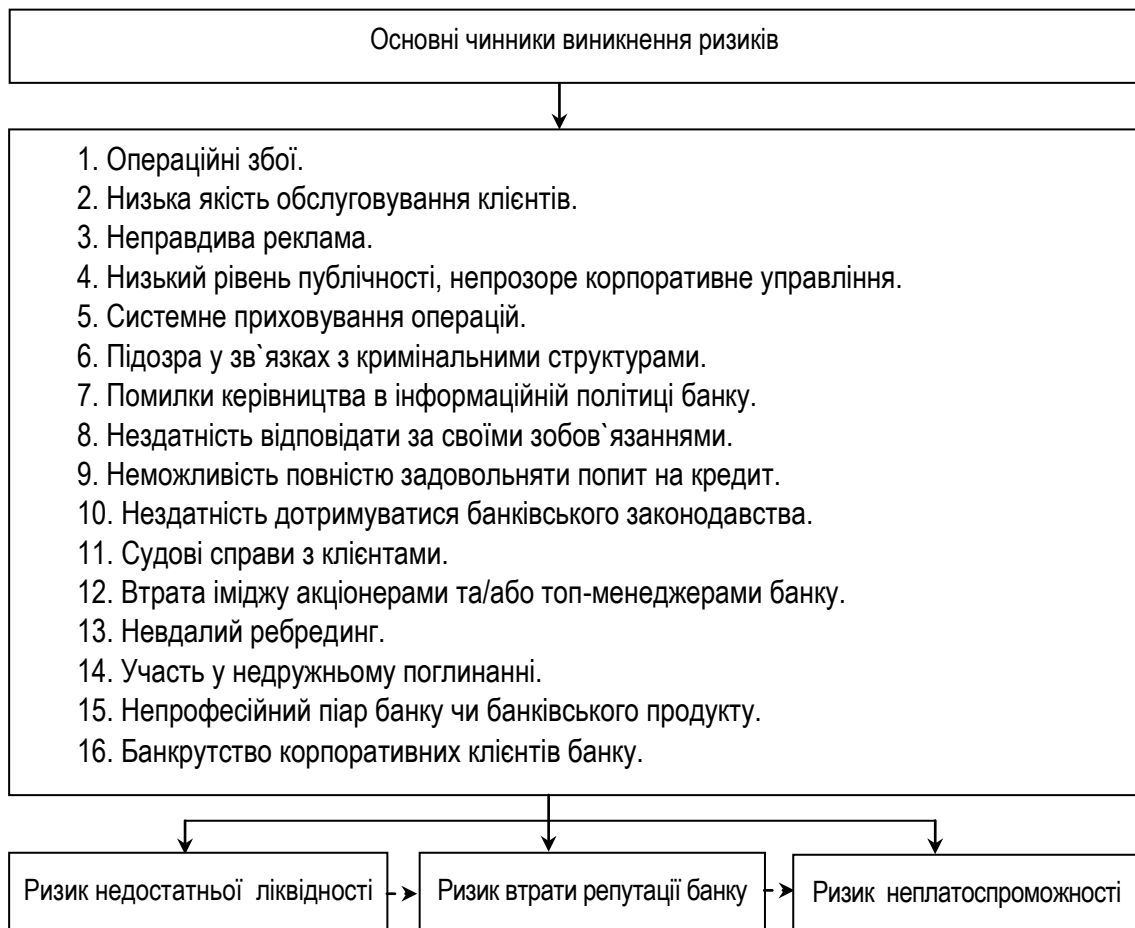 Основні чинники виникнення ризиків
1. Операційні збої.
2. Низька якість обслуговування клієнтів.
3. Неправдива реклама.
4. Низький рівень публічності, непрозоре корпоративне управління.
5. Системне приховування операцій.
6. Підозра у зв`язках з кримінальними структурами.
7. Помилки керівництва в інформаційній політиці банку.
8. Нездатність відповідати за своїми зобов`язаннями.
9. Неможливість повністю задовольняти попит на кредит.
10. Нездатність дотримуватися банківського законодавства.
11. Судові справи з клієнтами.
12. Втрата іміджу акціонерами та/або топ-менеджерами банку.
13. Невдалий ребрединг.
14. Участь у недружньому поглинанні.
15. Непрофесійний піар банку чи банківського продукту.
16. Банкрутство корпоративних клієнтів банку.
Ризик недостатньої ліквідності
Ризик втрати репутації банку
Ризик неплатоспроможності